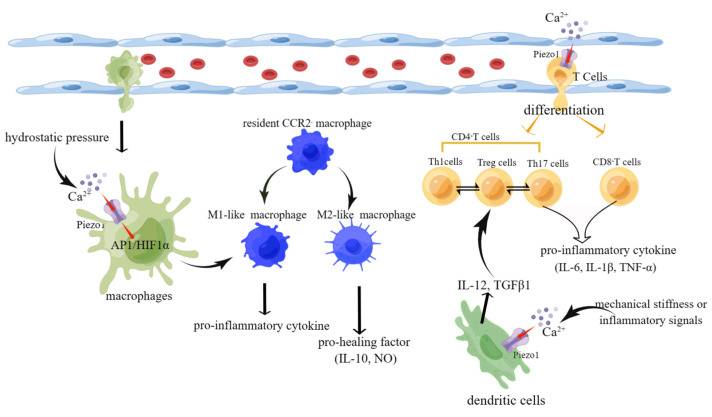 Ca²⁺
Piezo1
T Cells
differentiation
hydrostatic pressure
Ca²⁺
Piezo1
AP1/HIF1α
macrophages
resident CCR2⁻ macrophage
M1-like macrophage
M2-like macrophage
pro-inflammatory cytokine
pro-healing factor
(IL-10, NO)
CD4⁺T cells
Th1cells
Treg cells
Th17 cells
CD8⁺T cells
pro-inflammatory cytokine
(IL-6, IL-1β, TNF-α)
IL-12, TGFβ1
mechanical stiffness or
inflammatory signals
Ca²⁺
Piezo1
dendritic cells